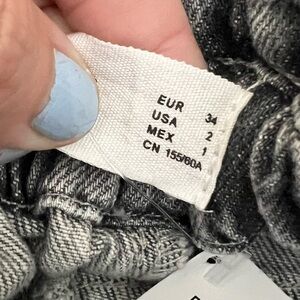 EUR 34
USA 2
MEX 1
CN 155/60A